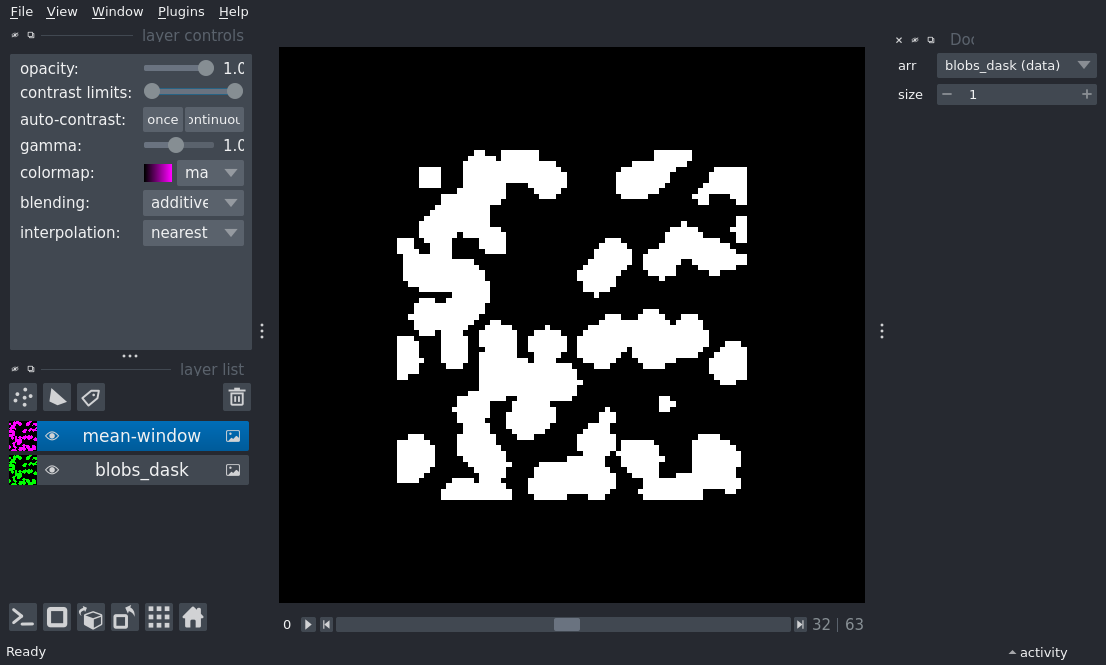 File View Window Plugins Help
layer controls
opacity: 1.0
contrast limits:
auto-contrast: once
gamma: 1.0
colormap: ma
blending: additive
interpolation: nearest
layer list
mean-window
blobs_dask
0 32 | 63
Ready
arr blobs_dask (data)
size 1
activity